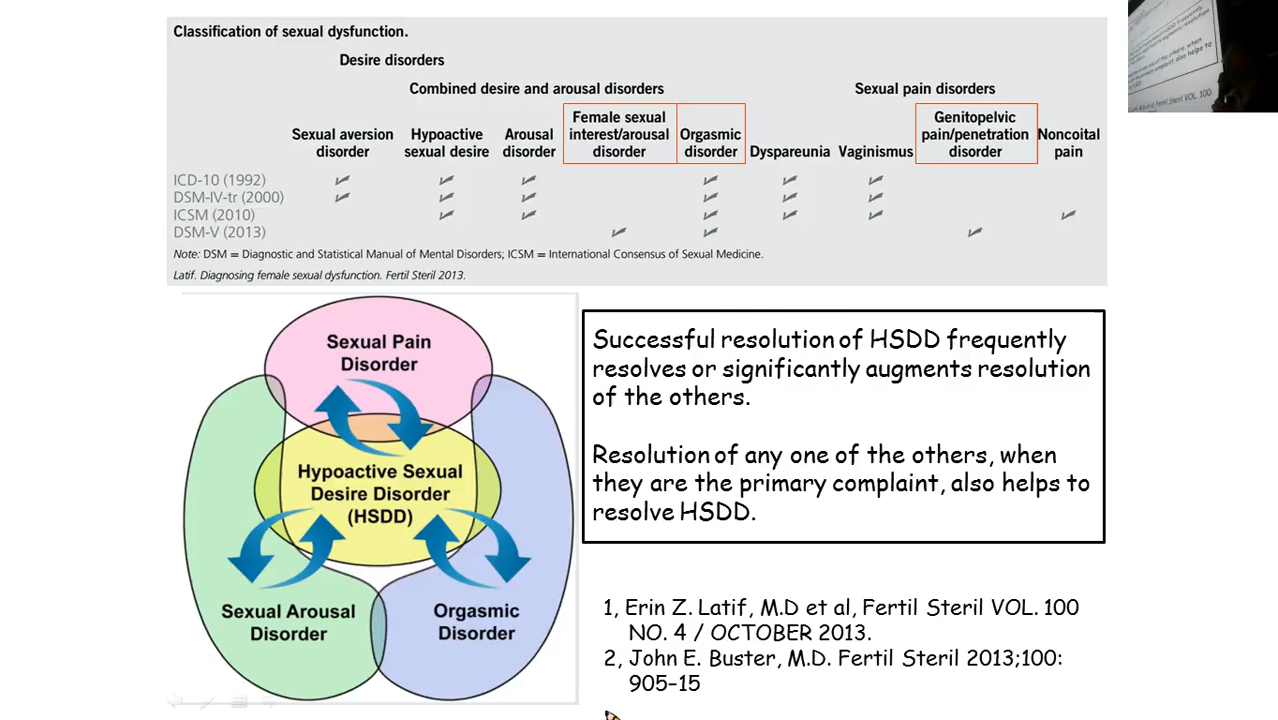 Classification of sexual dysfunction.
Desire disorders
Combined desire and arousal disorders
Sexual pain disorders
Sexual aversion disorder
Hypoactive sexual desire
Arousal disorder
Female sexual interest/arousal disorder
Orgasmic disorder
Dyspareunia
Vaginismus
Genitopelvic pain/penetration disorder
Noncoital pain
ICD-10 (1992)
DSM-IV-tr (2000)
ICSM (2010)
DSM-V (2013)
Note: DSM = Diagnostic and Statistical Manual of Mental Disorders; ICSM = International Consensus of Sexual Medicine.
Latif. Diagnosing female sexual dysfunction. Fertil Steril 2013.
Sexual Pain
Disorder
Hypoactive Sexual
Desire Disorder
(HSDD)
Sexual Arousal
Disorder
Orgasmic
Disorder
Successful resolution of HSDD frequently
resolves or significantly augments resolution
of the others.
Resolution of any one of the others, when
they are the primary complaint, also helps to
resolve HSDD.
1, Erin Z. Latif, M.D et al, Fertil Steril VOL. 100
NO. 4 / OCTOBER 2013.
2, John E. Buster, M.D. Fertil Steril 2013;100:
905–15